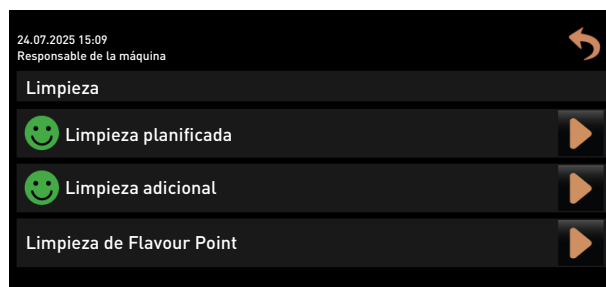 24.07.2025 15:09
Responsable de la máquina
Limpieza
Limpieza planificada
Limpieza adicional
Limpieza de Flavour Point